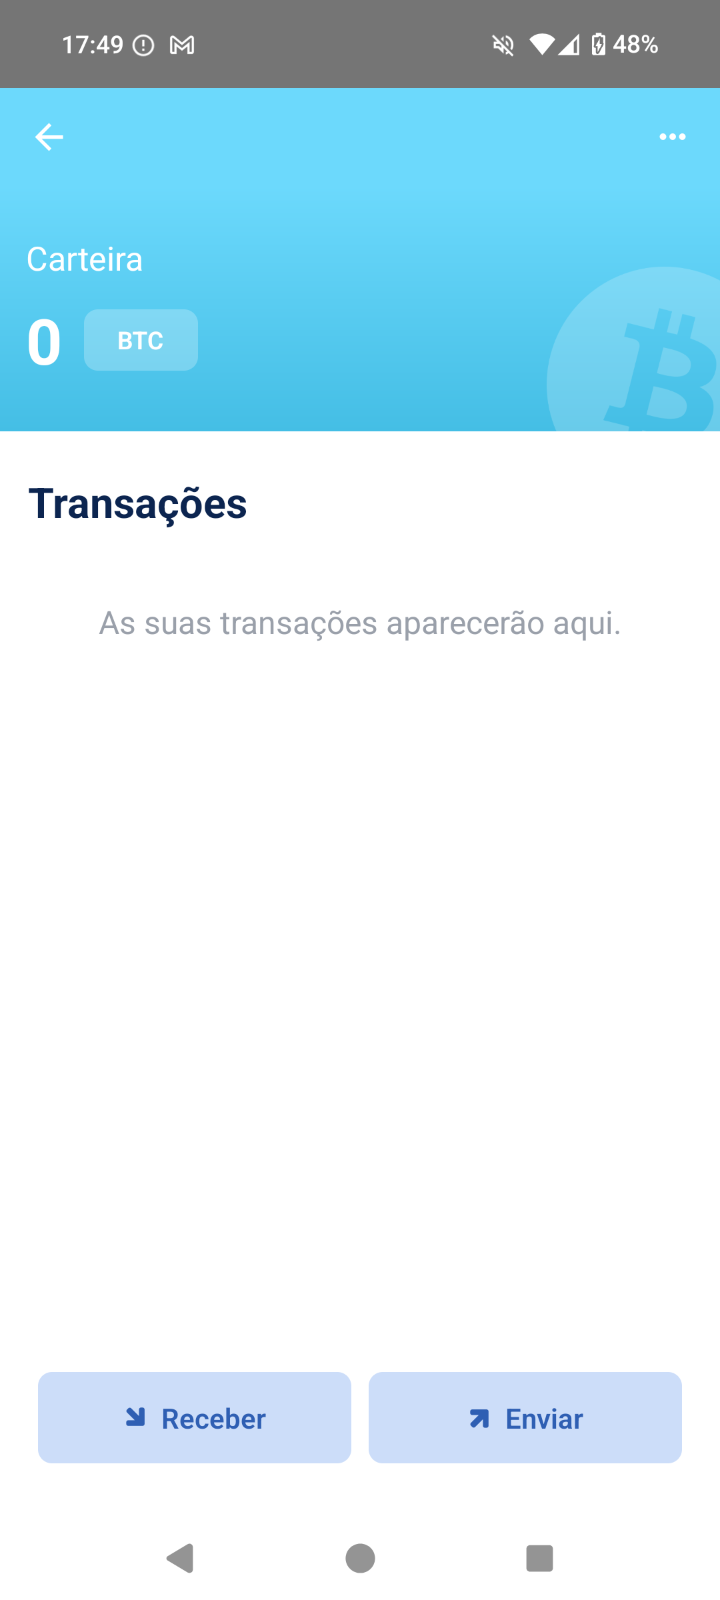 17:49 48%
Carteira
0 BTC
Transações
As suas transações aparecerão aqui.
Receber Enviar